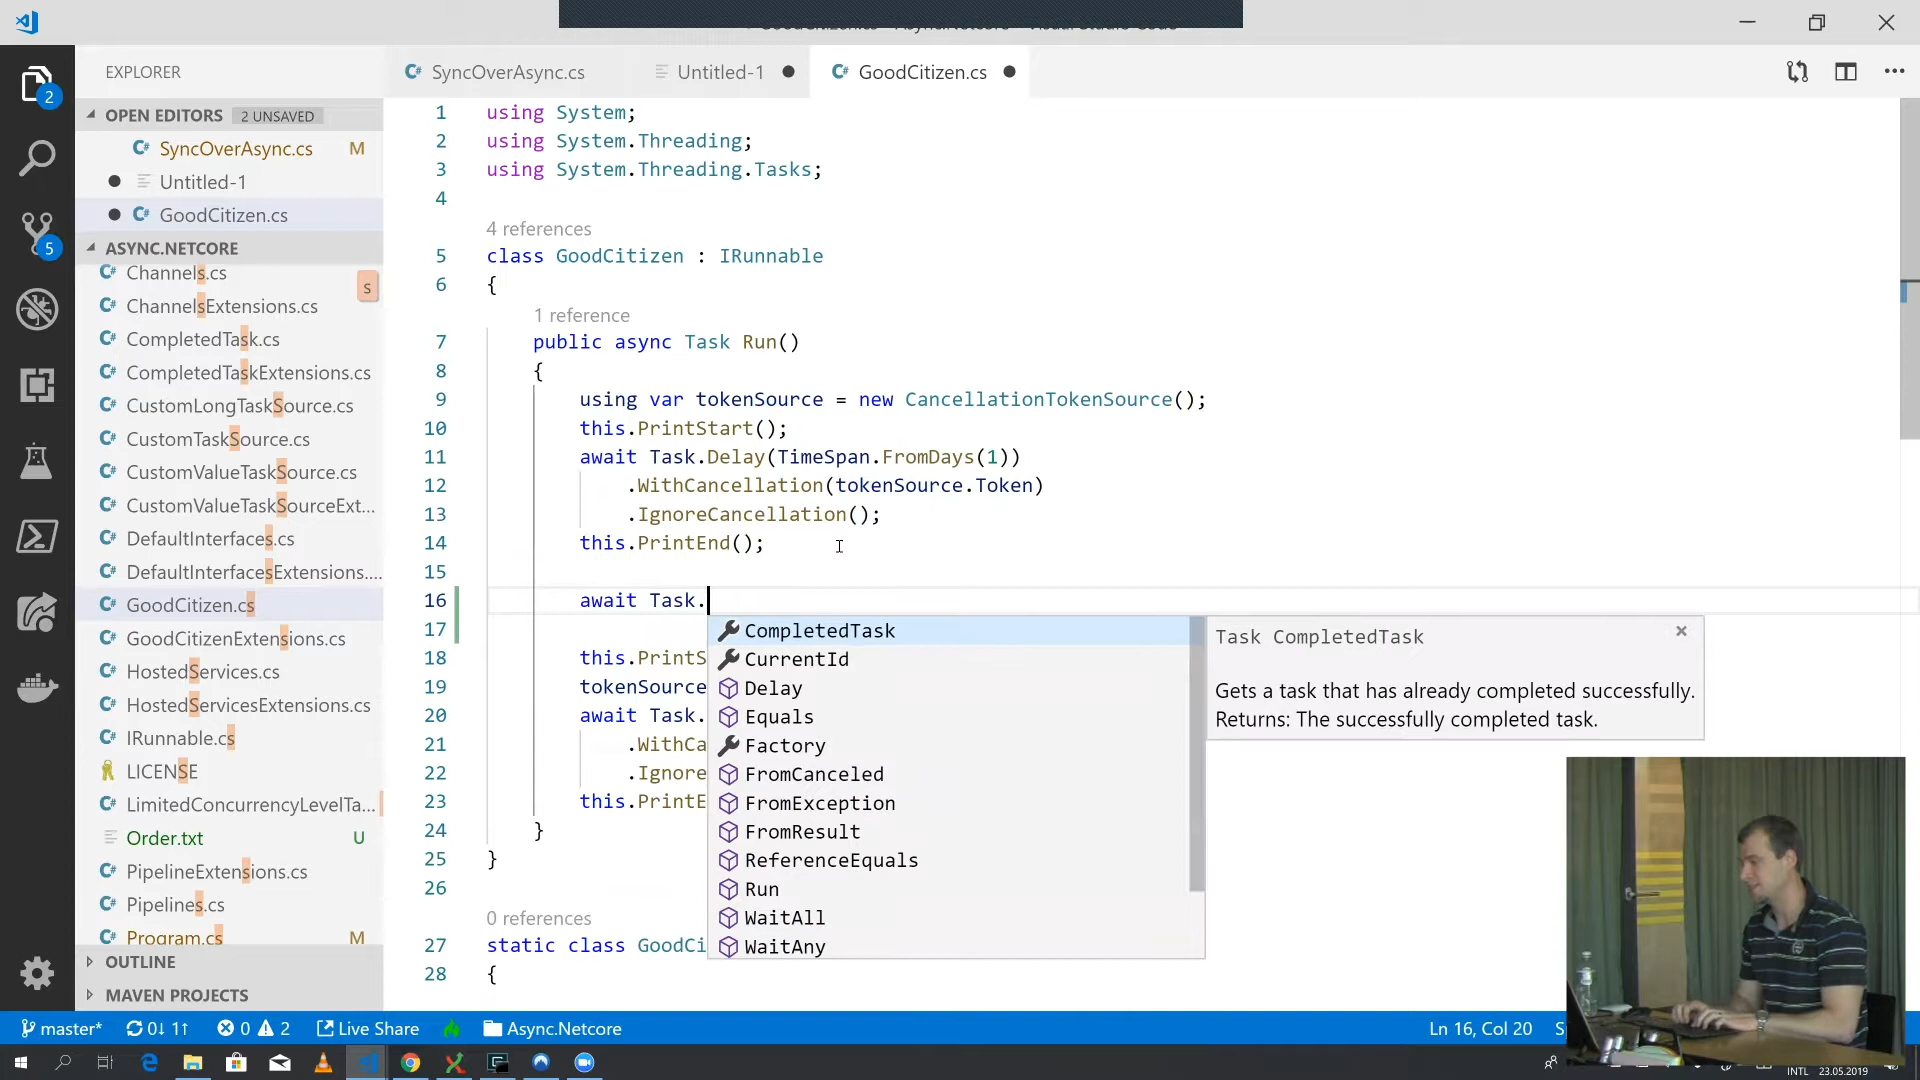 EXPLORER
SyncOverAsync.cs
Untitled-1
GoodCitizen.cs
OPEN EDITORS 2 UNSAVED
SyncOverAsync.cs M
Untitled-1
GoodCitizen.cs
ASYNC.NETCORE
Channels.cs
s
ChannelsExtensions.cs
CompletedTask.cs
CompletedTaskExtensions.cs
CustomLongTaskSource.cs
CustomTaskSource.cs
CustomValueTaskSource.cs
CustomValueTaskSourceExt...
DefaultInterfaces.cs
DefaultInterfacesExtensions....
GoodCitizen.cs
GoodCitizenExtensions.cs
HostedServices.cs
HostedServicesExtensions.cs
IRunnable.cs
LICENSE
LimitedConcurrencyLevelTa...
Order.txt U
PipelineExtensions.cs
Pipelines.cs
Program.cs M
OUTLINE
MAVEN PROJECTS
2
5
1 using System;
2 using System.Threading;
3 using System.Threading.Tasks;
4
4 references
5 class GoodCitizen : IRunnable
6 {
1 reference
7 public async Task Run()
8 {
9 using var tokenSource = new CancellationTokenSource();
10 this.PrintStart();
11 await Task.Delay(TimeSpan.FromDays(1))
12 .WithCancellation(tokenSource.Token)
13 .IgnoreCancellation();
14 this.PrintEnd();
15
16 await Task.
17
18 this.PrintS
19 tokenSource
20 await Task.
21 .WithCa
22 .Ignore
23 this.PrintE
24 }
25 }
26
0 references
27 static class GoodCi
28 {
CompletedTask
CurrentId
Delay
Equals
Factory
FromCanceled
FromException
FromResult
ReferenceEquals
Run
WaitAll
WaitAny
Task CompletedTask
Gets a task that has already completed successfully.
Returns: The successfully completed task.
master* 0↓ 1↑ 0 2 Live Share Async.Netcore Ln 16, Col 20
INTL 23.05.2019